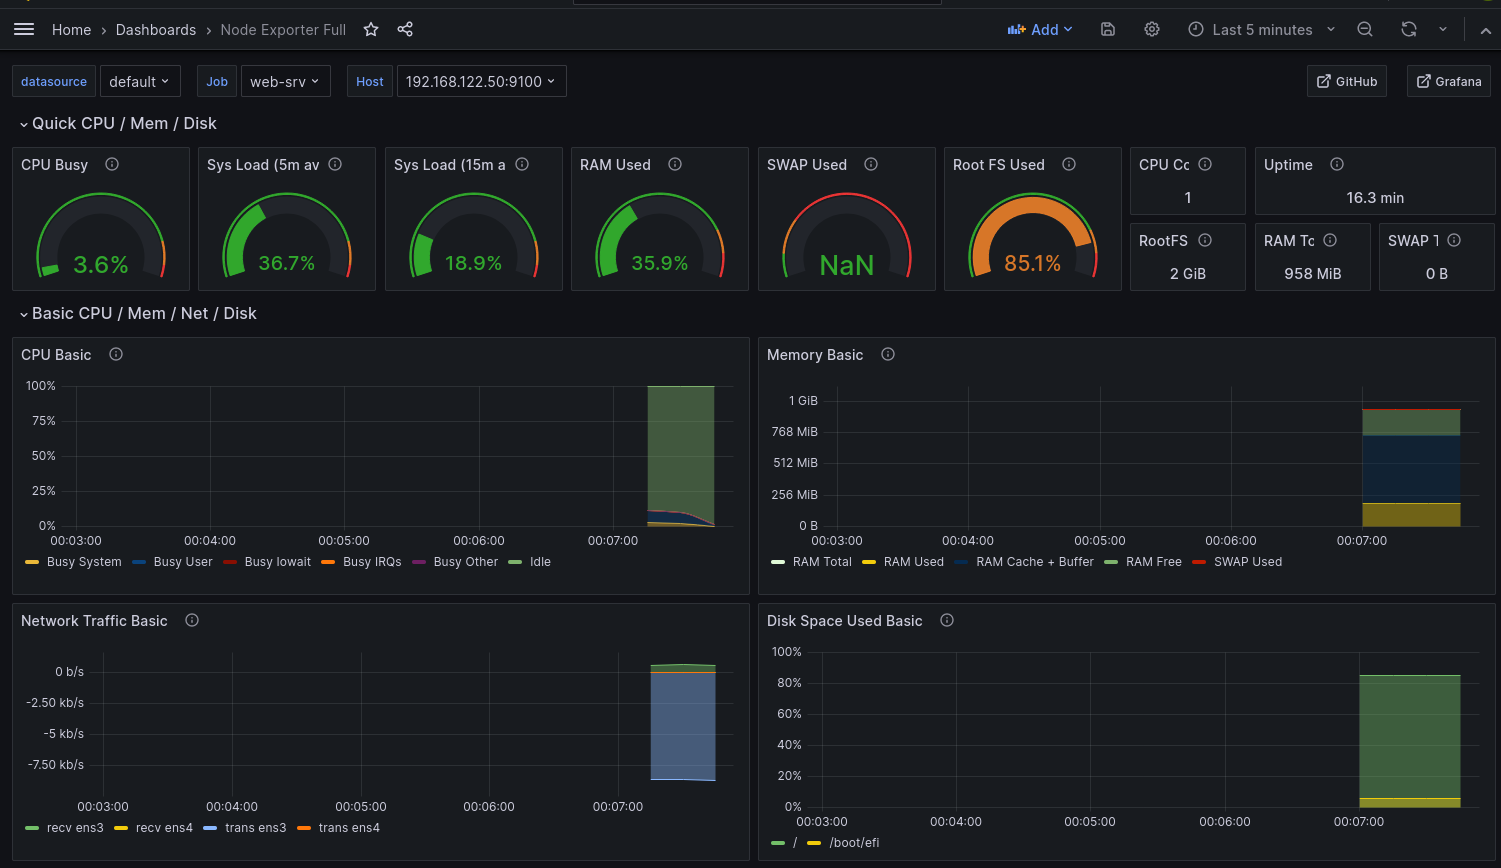 Home › Dashboards › Node Exporter Full Add Last 5 minutes
datasource default Job web-srv Host 192.168.122.50:9100 GitHub Grafana
Quick CPU / Mem / Disk
CPU Busy Sys Load (5m av Sys Load (15m a RAM Used SWAP Used Root FS Used CPU Co Uptime
1 16.3 min
RootFS RAM To SWAP T
3.6% 36.7% 18.9% 35.9% NaN 85.1% 2 GiB 958 MiB 0 B
Basic CPU / Mem / Net / Disk
CPU Basic
100%
75%
50%
25%
0%
00:03:00 00:04:00 00:05:00 00:06:00 00:07:00
Busy System Busy User Busy Iowait Busy IRQs Busy Other Idle
Memory Basic
1 GiB
768 MiB
512 MiB
256 MiB
0 B
00:03:00 00:04:00 00:05:00 00:06:00 00:07:00
RAM Total RAM Used RAM Cache + Buffer RAM Free SWAP Used
Network Traffic Basic
0 b/s
-2.50 kb/s
-5 kb/s
-7.50 kb/s
00:03:00 00:04:00 00:05:00 00:06:00 00:07:00
recv ens3 recv ens4 trans ens3 trans ens4
Disk Space Used Basic
100%
80%
60%
40%
20%
0%
00:03:00 00:04:00 00:05:00 00:06:00 00:07:00
/ /boot/efi